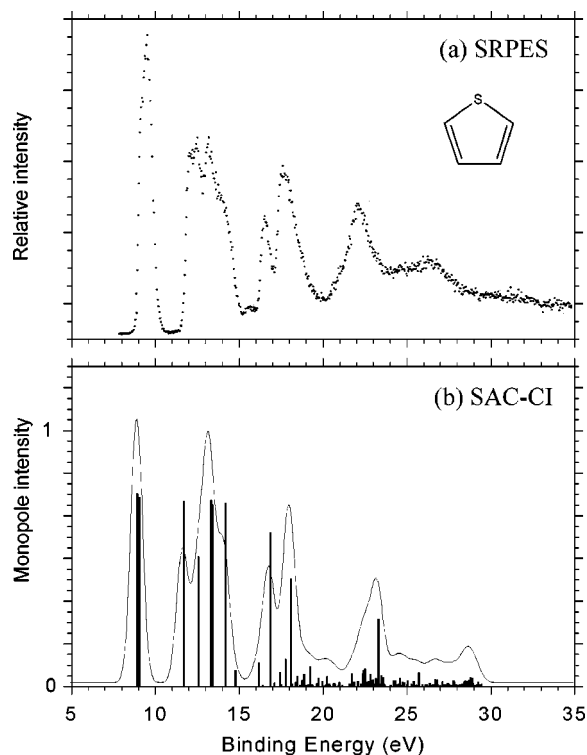 (a) SRPES
S
Relative intensity
(b) SAC-CI
Monopole intensity
1
0
5 10 15 20 25 30 35
Binding Energy (eV)